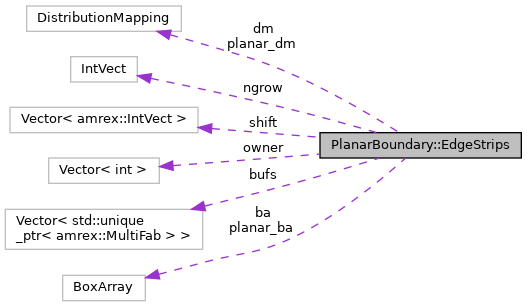 DistributionMapping
dm
planar_dm
IntVect
ngrow
Vector< amrex::IntVect >
shift
PlanarBoundary::EdgeStrips
owner
Vector< int >
bufs
Vector< std::unique
_ptr< amrex::MultiFab > >
ba
planar_ba
BoxArray